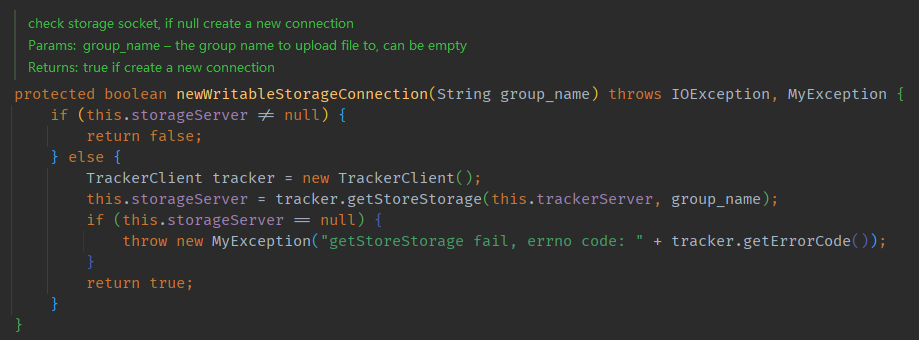 check storage socket, if null create a new connection
Params: group_name – the group name to upload file to, can be empty
Returns: true if create a new connection
protected boolean newWritableStorageConnection(String group_name) throws IOException, MyException {
if (this.storageServer != null) {
return false;
} else {
TrackerClient tracker = new TrackerClient();
this.storageServer = tracker.getStoreStorage(this.trackerServer, group_name);
if (this.storageServer == null) {
throw new MyException("getStoreStorage fail, errno code: " + tracker.getErrorCode());
}
return true;
}
}